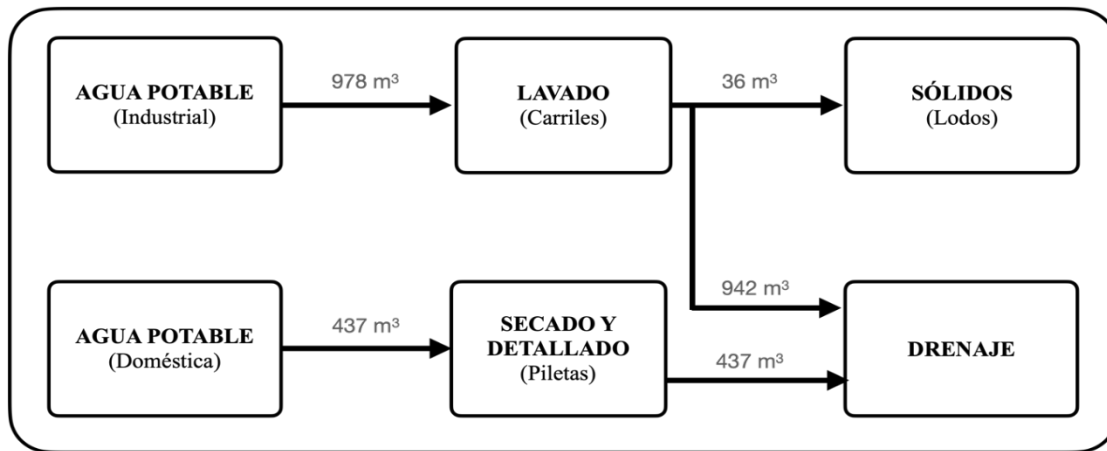 AGUA POTABLE
(Industrial)
978 m³
LAVADO
(Carriles)
36 m³
SÓLIDOS
(Lodos)
942 m³
AGUA POTABLE
(Doméstica)
437 m³
SECADO Y
DETALLADO
(Piletas)
437 m³
DRENAJE